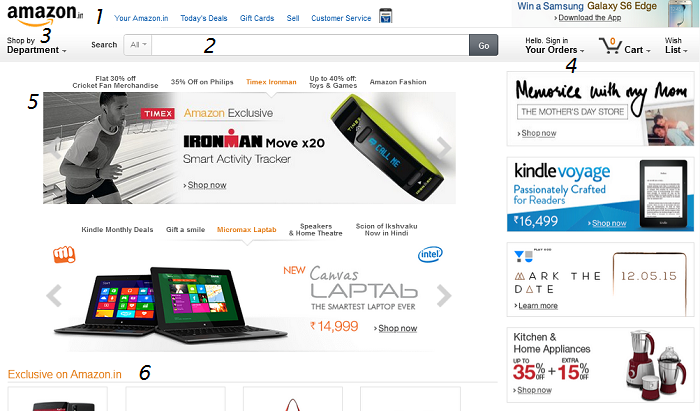 amazon.in
1
Your Amazon.in Today's Deals Gift Cards Sell Customer Service
Win a Samsung Galaxy S6 Edge
› Download the App
Shop by
Department
3
Search All 2 Go
Hello. Sign in
Your Orders
4
0
Cart
Wish
List
5
Flat 30% off
Cricket Fan Merchandise
35% Off on Philips
Timex Ironman
Up to 40% off:
Toys & Games
Amazon Fashion
TIMEX
Amazon Exclusive
IRONMAN Move x20
Smart Activity Tracker
› Shop now
TIMEX
CALL ME
Memories with my Mom
THE MOTHER'S DAY STORE
› Shop now
kindle voyage
Passionately Crafted
for Readers
₹16,499
› Shop now
Kindle Monthly Deals
Gift a smile
Micromax Laptab
Speakers
& Home Theatre
Scion of Ikshvaku
Now in Hindi
intel
NEW Canvas
LAPTAB
THE SMARTEST LAPTOP EVER
₹14,999
› Shop now
MARK THE
DATE
12.05.15
› Learn more
Kitchen &
Home Appliances
UP TO
35% OFF + EXTRA 15% OFF
› Shop now
Exclusive on Amazon.in 6